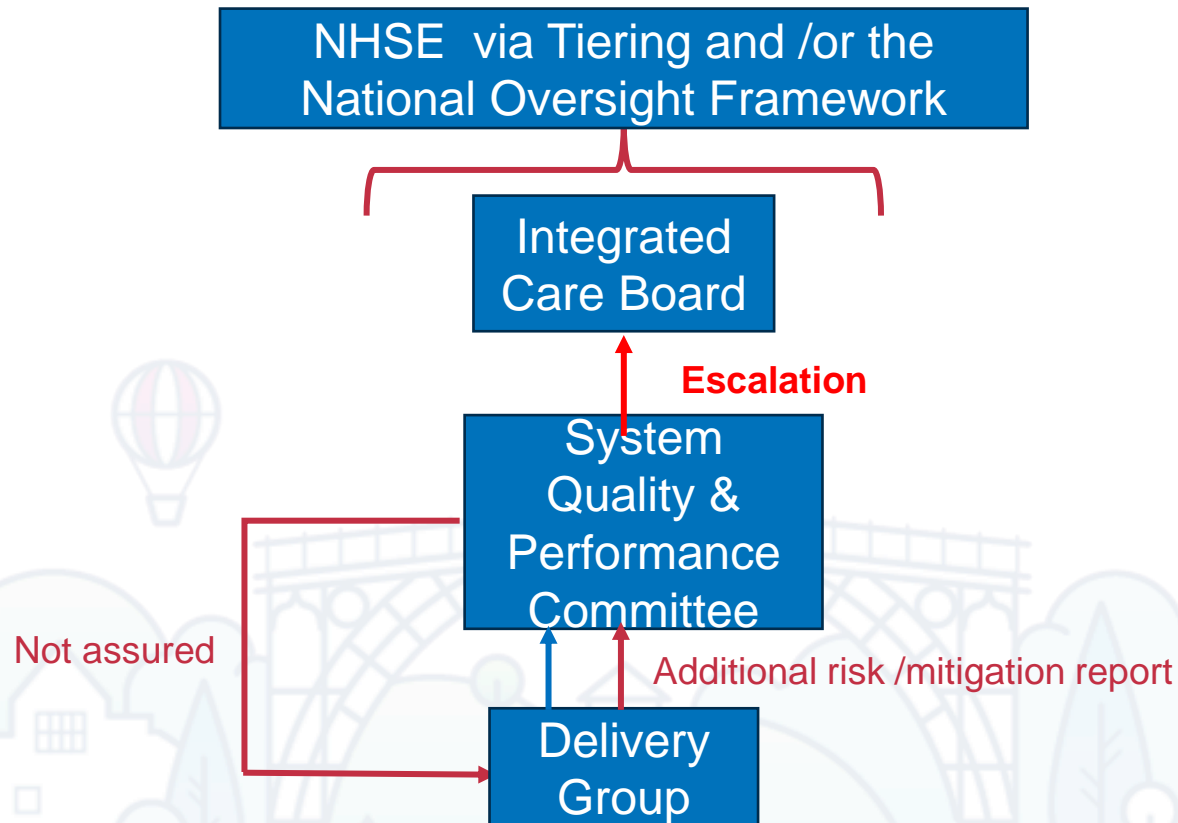 NHSE via Tiering and /or the
National Oversight Framework
Integrated
Care Board
Escalation
System
Quality &
Performance
Committee
Not assured
Additional risk /mitigation report
Delivery
Group